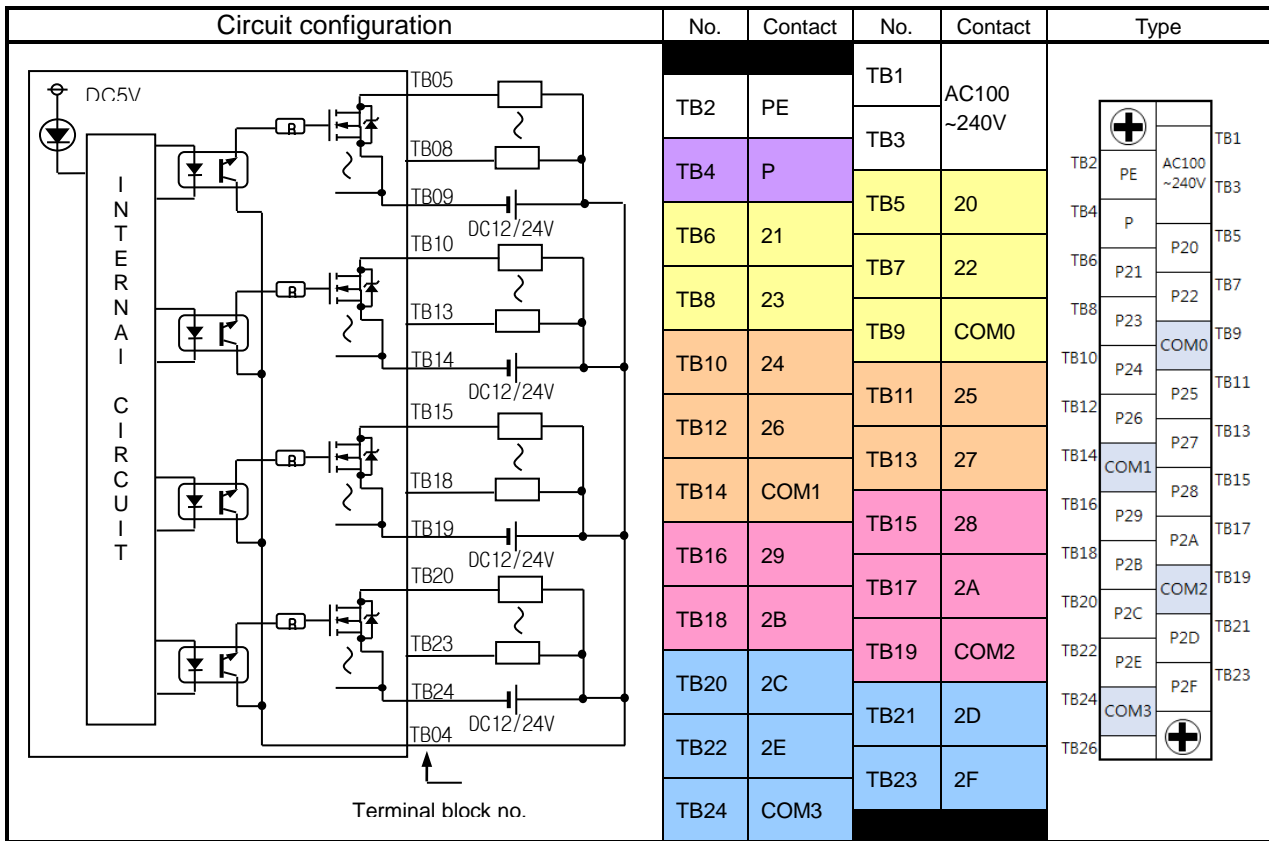 Circuit configuration
No.
Contact
No.
Contact
Type
DC5V
I
N
T
E
R
N
A
I
C
I
R
C
U
I
T
R
R
R
R
TB05
TB08
TB09
DC12/24V
TB10
TB13
TB14
DC12/24V
TB15
TB18
TB19
DC12/24V
TB20
TB23
TB24
DC12/24V
TB04
Terminal block no.
TB2 PE
TB4 P
TB6 21
TB8 23
TB10 24
TB12 26
TB14 COM1
TB16 29
TB18 2B
TB20 2C
TB22 2E
TB24 COM3
TB1
AC100
~240V
TB3
TB5 20
TB7 22
TB9 COM0
TB11 25
TB13 27
TB15 28
TB17 2A
TB19 COM2
TB21 2D
TB23 2F
TB1
TB2
PE
AC100
~240V
TB3
TB4
P
TB5
P20
TB6
P21
TB7
P22
TB8
P23
TB9
COM0
TB10
P24
TB11
P25
TB12
P26
TB13
P27
TB14
COM1
TB15
P28
TB16
P29
TB17
P2A
TB18
P2B
TB19
COM2
TB20
P2C
TB21
P2D
TB22
P2E
TB23
P2F
TB24
COM3
TB26